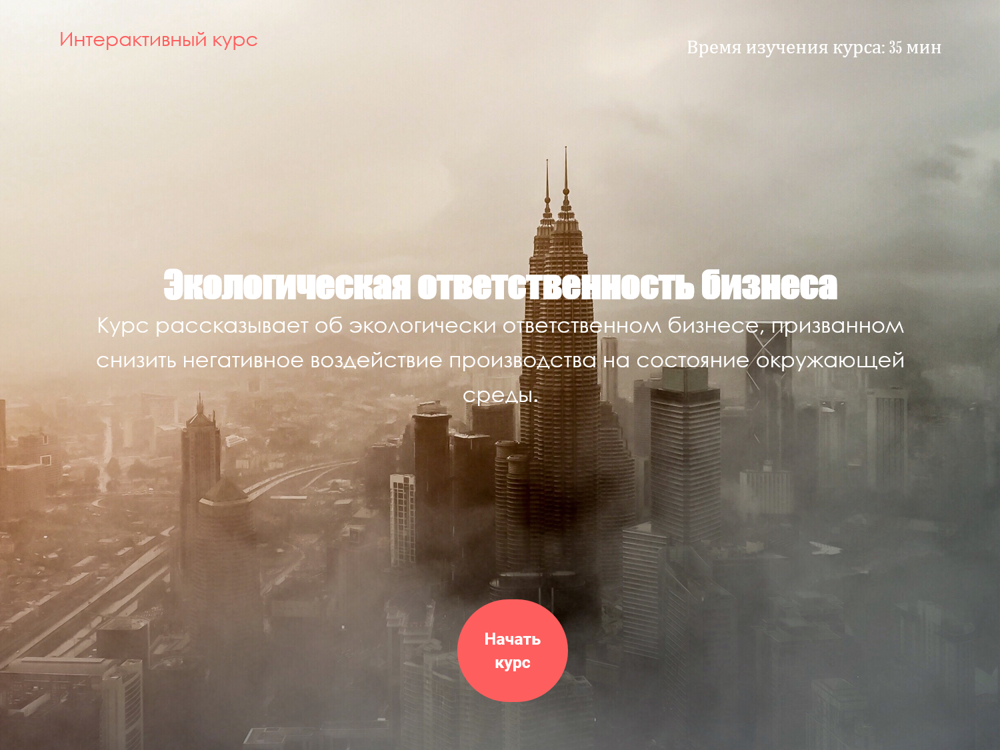 Интерактивный курс
Время изучения курса: 35 мин
Экологическая ответственность бизнеса
Курс рассказывает об экологически ответственном бизнесе, призванном
снизить негативное воздействие производства на состояние окружающей
среды.
Начать
курс